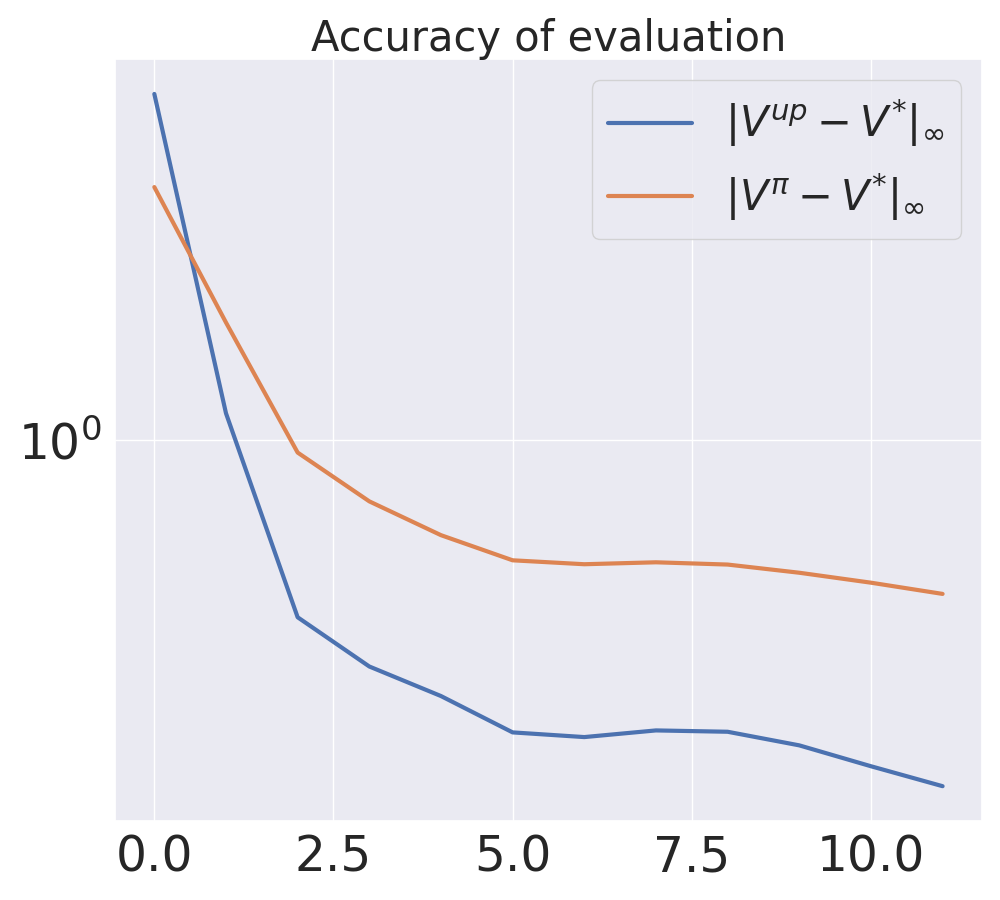 Accuracy of evaluation
|V^{up} − V^*|_∞
|V^π − V^*|_∞
10^0
0.0 2.5 5.0 7.5 10.0